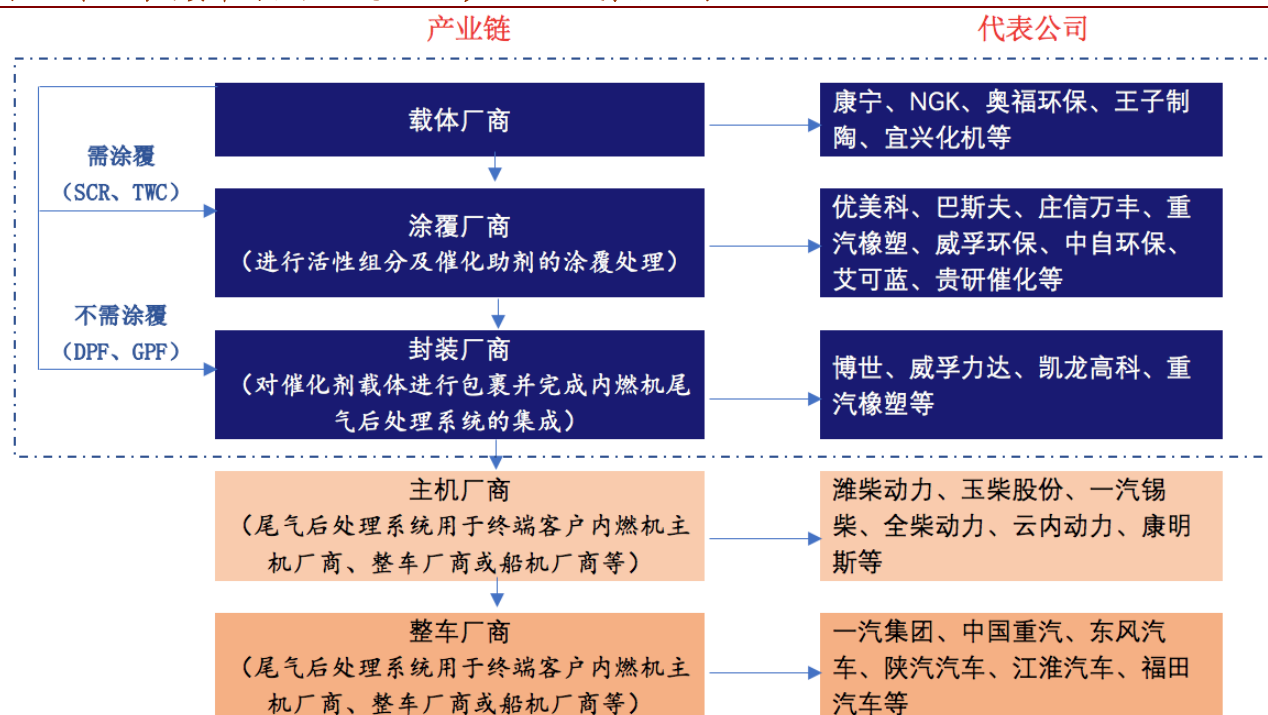 产业链
代表公司
载体厂商
康宁、NGK、奥福环保、王子制
陶、宜兴化机等
需涂覆
（SCR、TWC）
涂覆厂商
（进行活性组分及催化助剂的涂覆处理）
优美科、巴斯夫、庄信万丰、重
汽橡塑、威孚环保、中自环保、
艾可蓝、贵研催化等
不需涂覆
（DPF、GPF）
封装厂商
（对催化剂载体进行包裹并完成内燃机尾
气后处理系统的集成）
博世、威孚力达、凯龙高科、重
汽橡塑等
主机厂商
（尾气后处理系统用于终端客户内燃机主
机厂商、整车厂商或船机厂商等）
潍柴动力、玉柴股份、一汽锡
柴、全柴动力、云内动力、康明
斯等
整车厂商
（尾气后处理系统用于终端客户内燃机主
机厂商、整车厂商或船机厂商等）
一汽集团、中国重汽、东风汽
车、陕汽汽车、江淮汽车、福田
汽车等